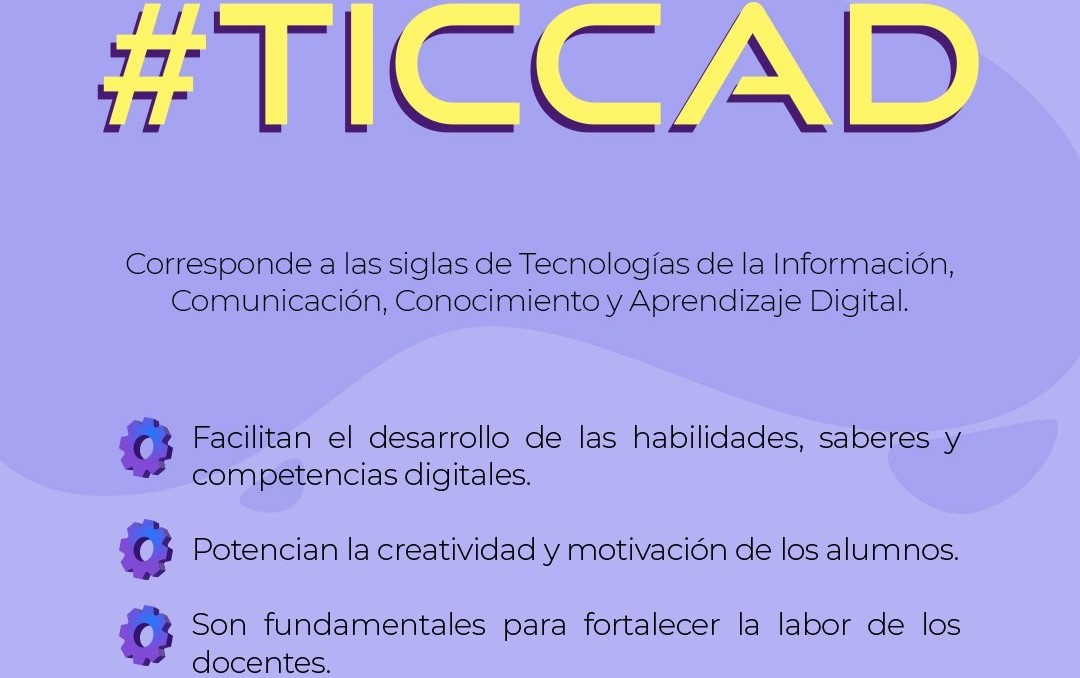 #TICCAD
Corresponde a las siglas de Tecnologías de la Información,
Comunicación, Conocimiento y Aprendizaje Digital.
Facilitan el desarrollo de las habilidades, saberes y
competencias digitales.
Potencian la creatividad y motivación de los alumnos.
Son fundamentales para fortalecer la labor de los
docentes.